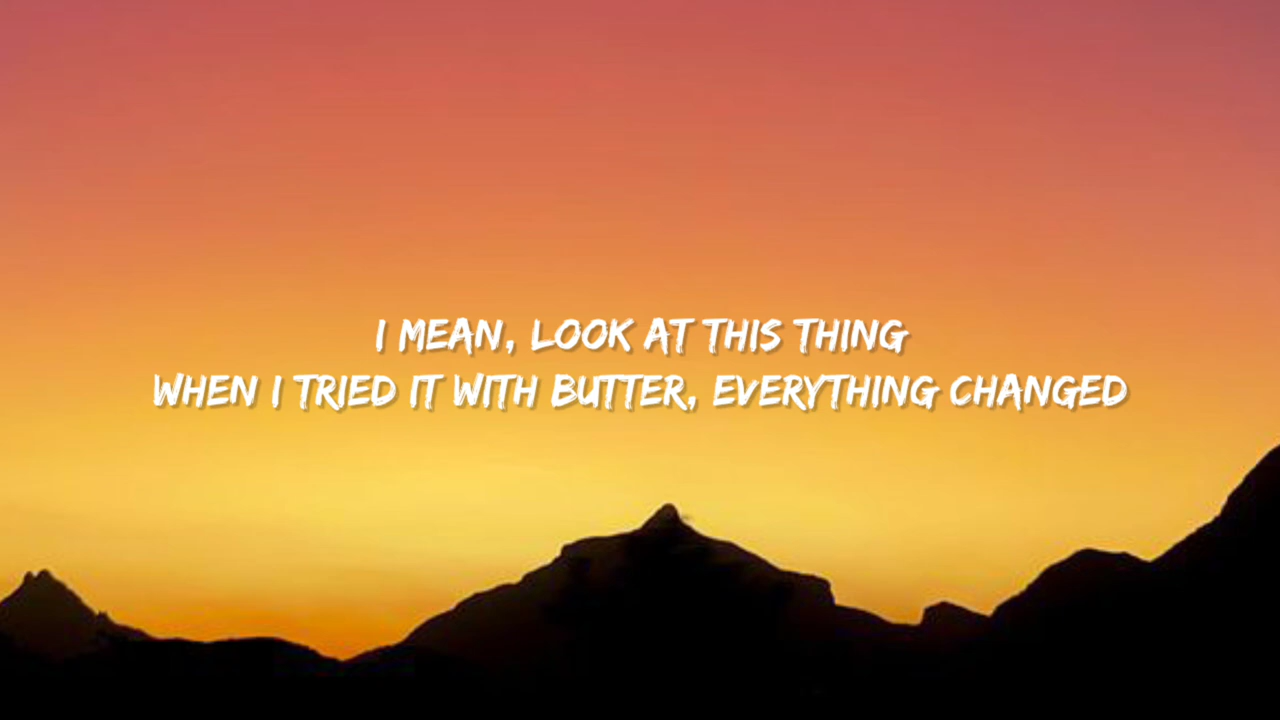 I MEAN, LOOK AT THIS THING
WHEN I TRIED IT WITH BUTTER, EVERYTHING CHANGED